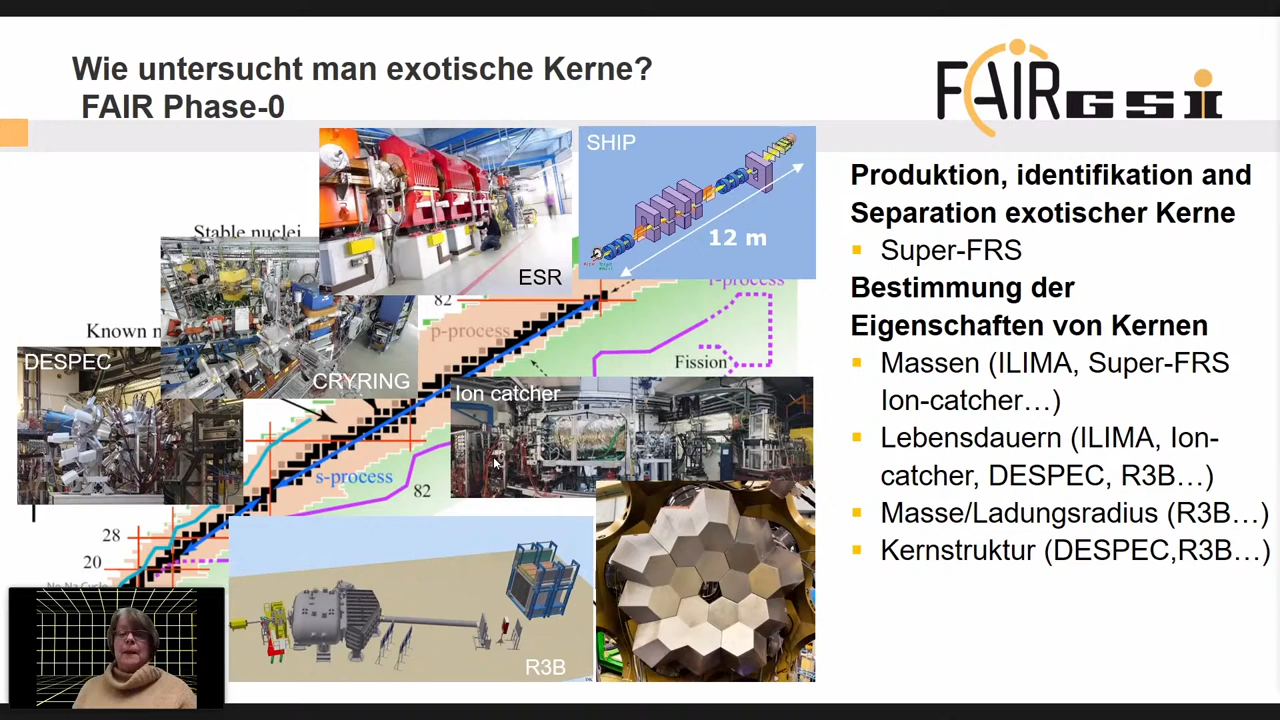 Wie untersucht man exotische Kerne?
FAIR Phase-0
FAIR GSI
Produktion, identifikation and
Separation exotischer Kerne
Super-FRS
Bestimmung der
Eigenschaften von Kernen
Massen (ILIMA, Super-FRS
Ion-catcher…)
Lebensdauern (ILIMA, Ion-
catcher, DESPEC, R3B…)
Masse/Ladungsradius (R3B…)
Kernstruktur (DESPEC,R3B…)
SHIP
12 m
ESR
Stable nuclei
r-process
82
p-process
Known
Fission
DESPEC
CRYRING
Ion catcher
s-process
82
28
20
R3B